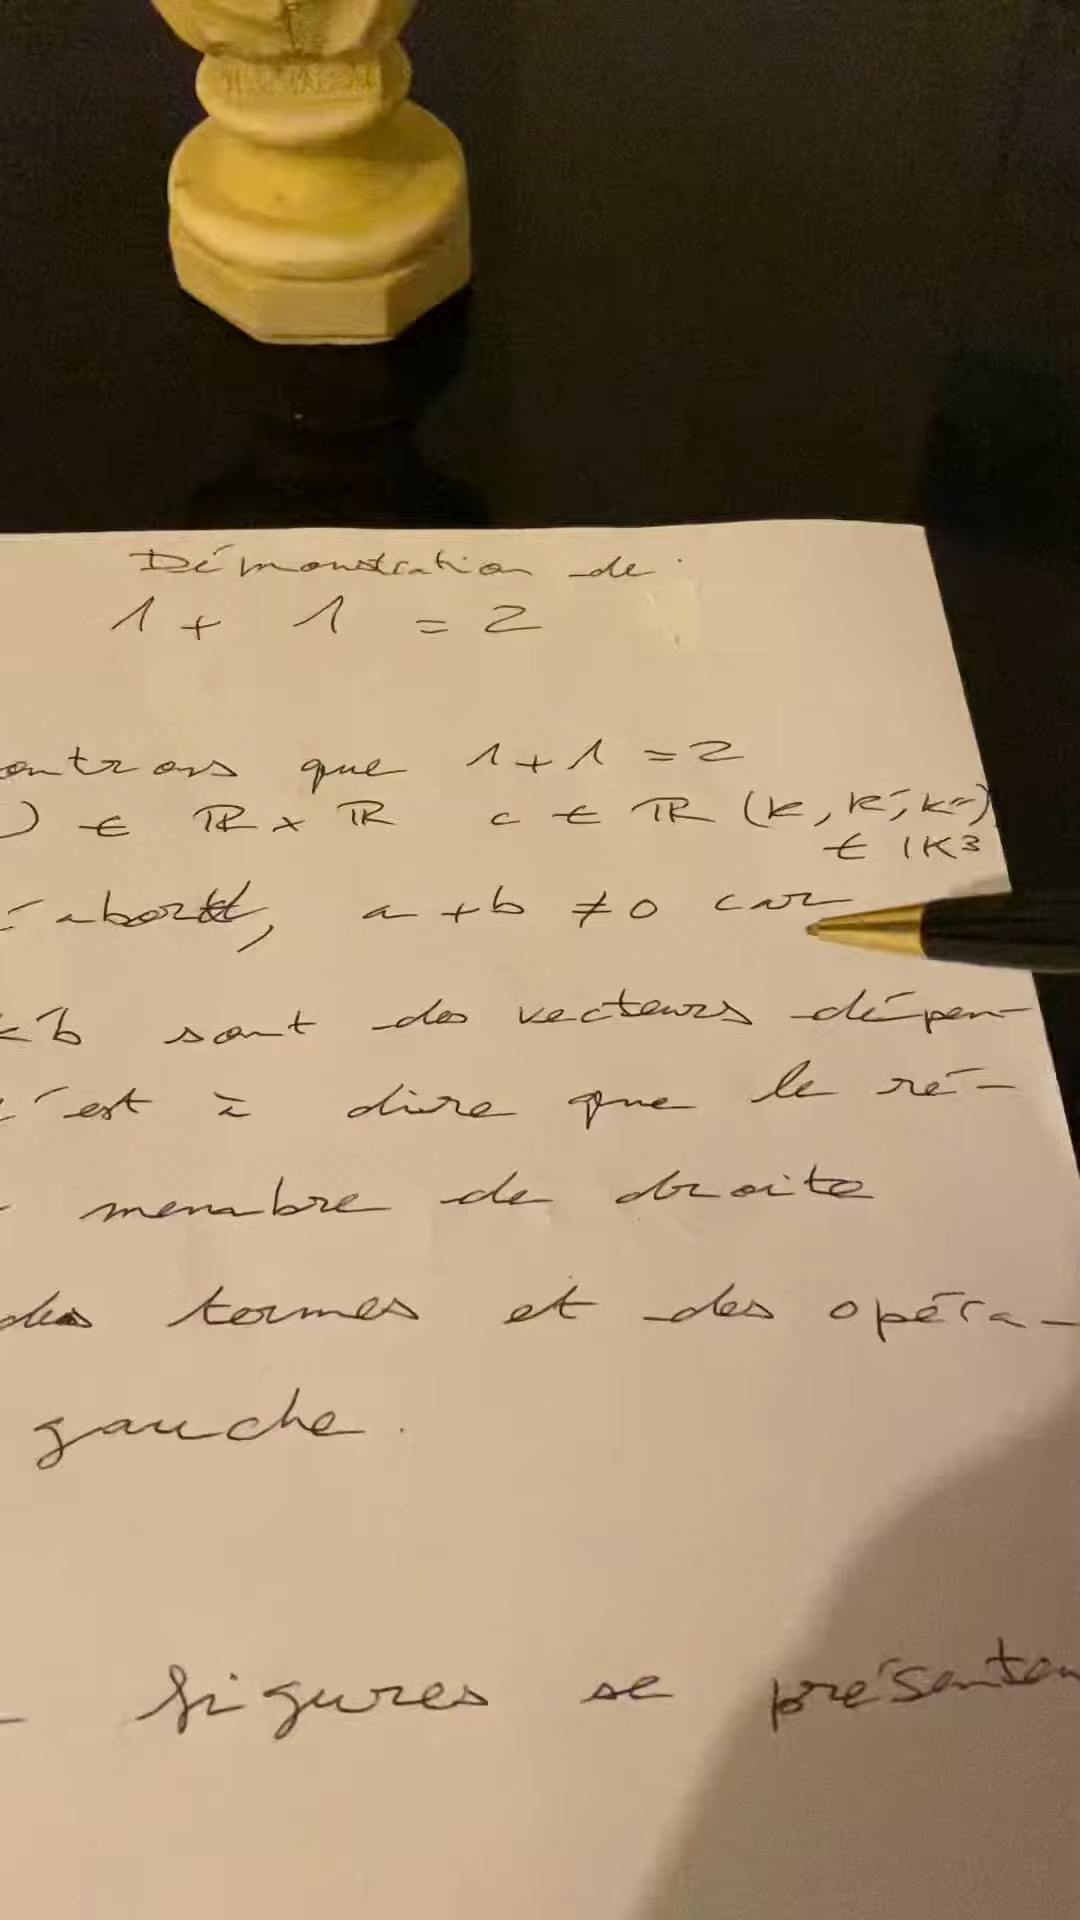 Démonstration de
1 + 1 = 2
ontrons que 1+1=2
) ∈ ℝ x ℝ c ∈ ℝ (k, k', k'')
∈ 𝕂³
abord, a + b ≠ 0 car
k'b sont des vecteurs dépen-
c'est à dire que le ré-
membre de droite
des termes et des opéra-
gauche.
figures se présenten